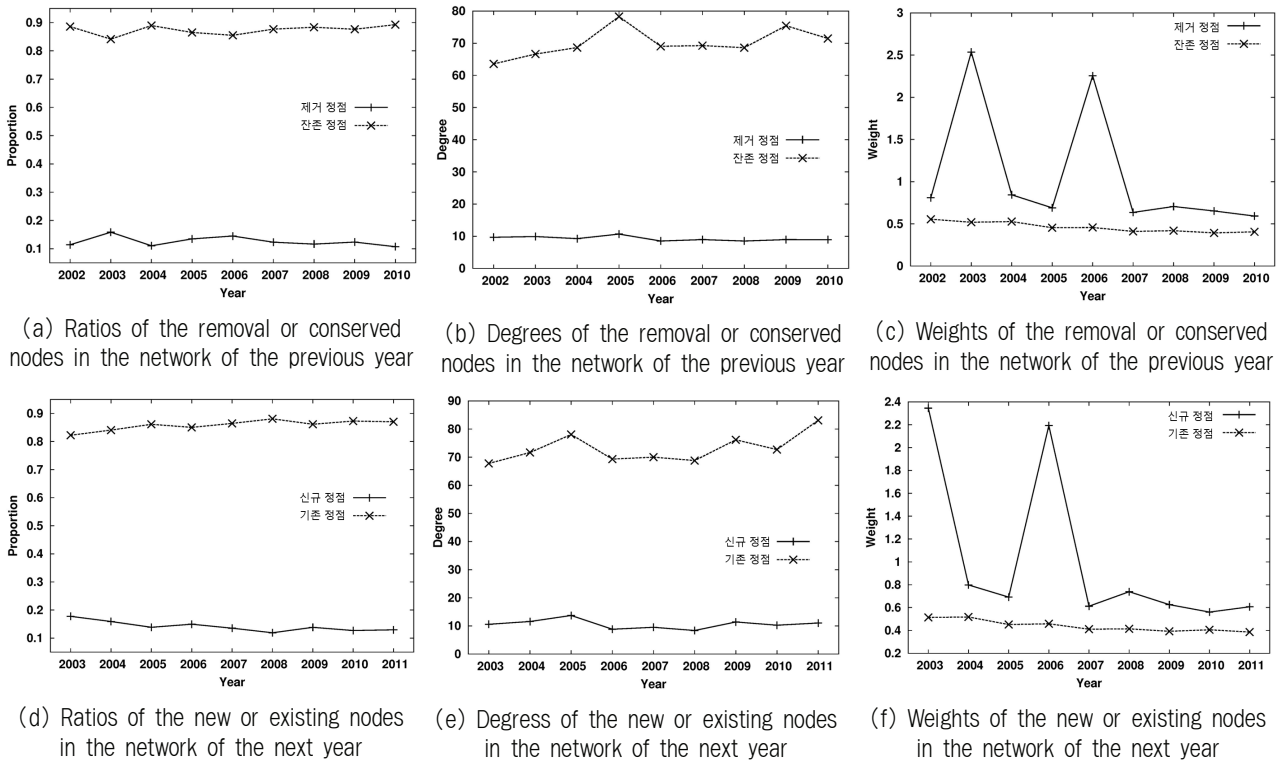 0.9
0.8
0.7
0.6
0.5
0.4
0.3
0.2
0.1
Proportion
제거 정점
잔존 정점
2002 2003 2004 2005 2006 2007 2008 2009 2010
Year
(a) Ratios of the removal or conserved
nodes in the network of the previous year
80
70
60
50
40
30
20
10
0
Degree
제거 정점
잔존 정점
2002 2003 2004 2005 2006 2007 2008 2009 2010
Year
(b) Degrees of the removal or conserved
nodes in the network of the previous year
3
2.5
2
1.5
1
0.5
0
Weight
제거 정점
잔존 정점
2002 2003 2004 2005 2006 2007 2008 2009 2010
Year
(c) Weights of the removal or conserved
nodes in the network of the previous year
0.9
0.8
0.7
0.6
0.5
0.4
0.3
0.2
0.1
Proportion
신규 정점
기존 정점
2003 2004 2005 2006 2007 2008 2009 2010 2011
Year
(d) Ratios of the new or existing nodes
in the network of the next year
90
80
70
60
50
40
30
20
10
0
Degree
신규 정점
기존 정점
2003 2004 2005 2006 2007 2008 2009 2010 2011
Year
(e) Degress of the new or existing nodes
in the network of the next year
2.4
2.2
2
1.8
1.6
1.4
1.2
1
0.8
0.6
0.4
0.2
Weight
신규 정점
기존 정점
2003 2004 2005 2006 2007 2008 2009 2010 2011
Year
(f) Weights of the new or existing nodes
in the network of the next year